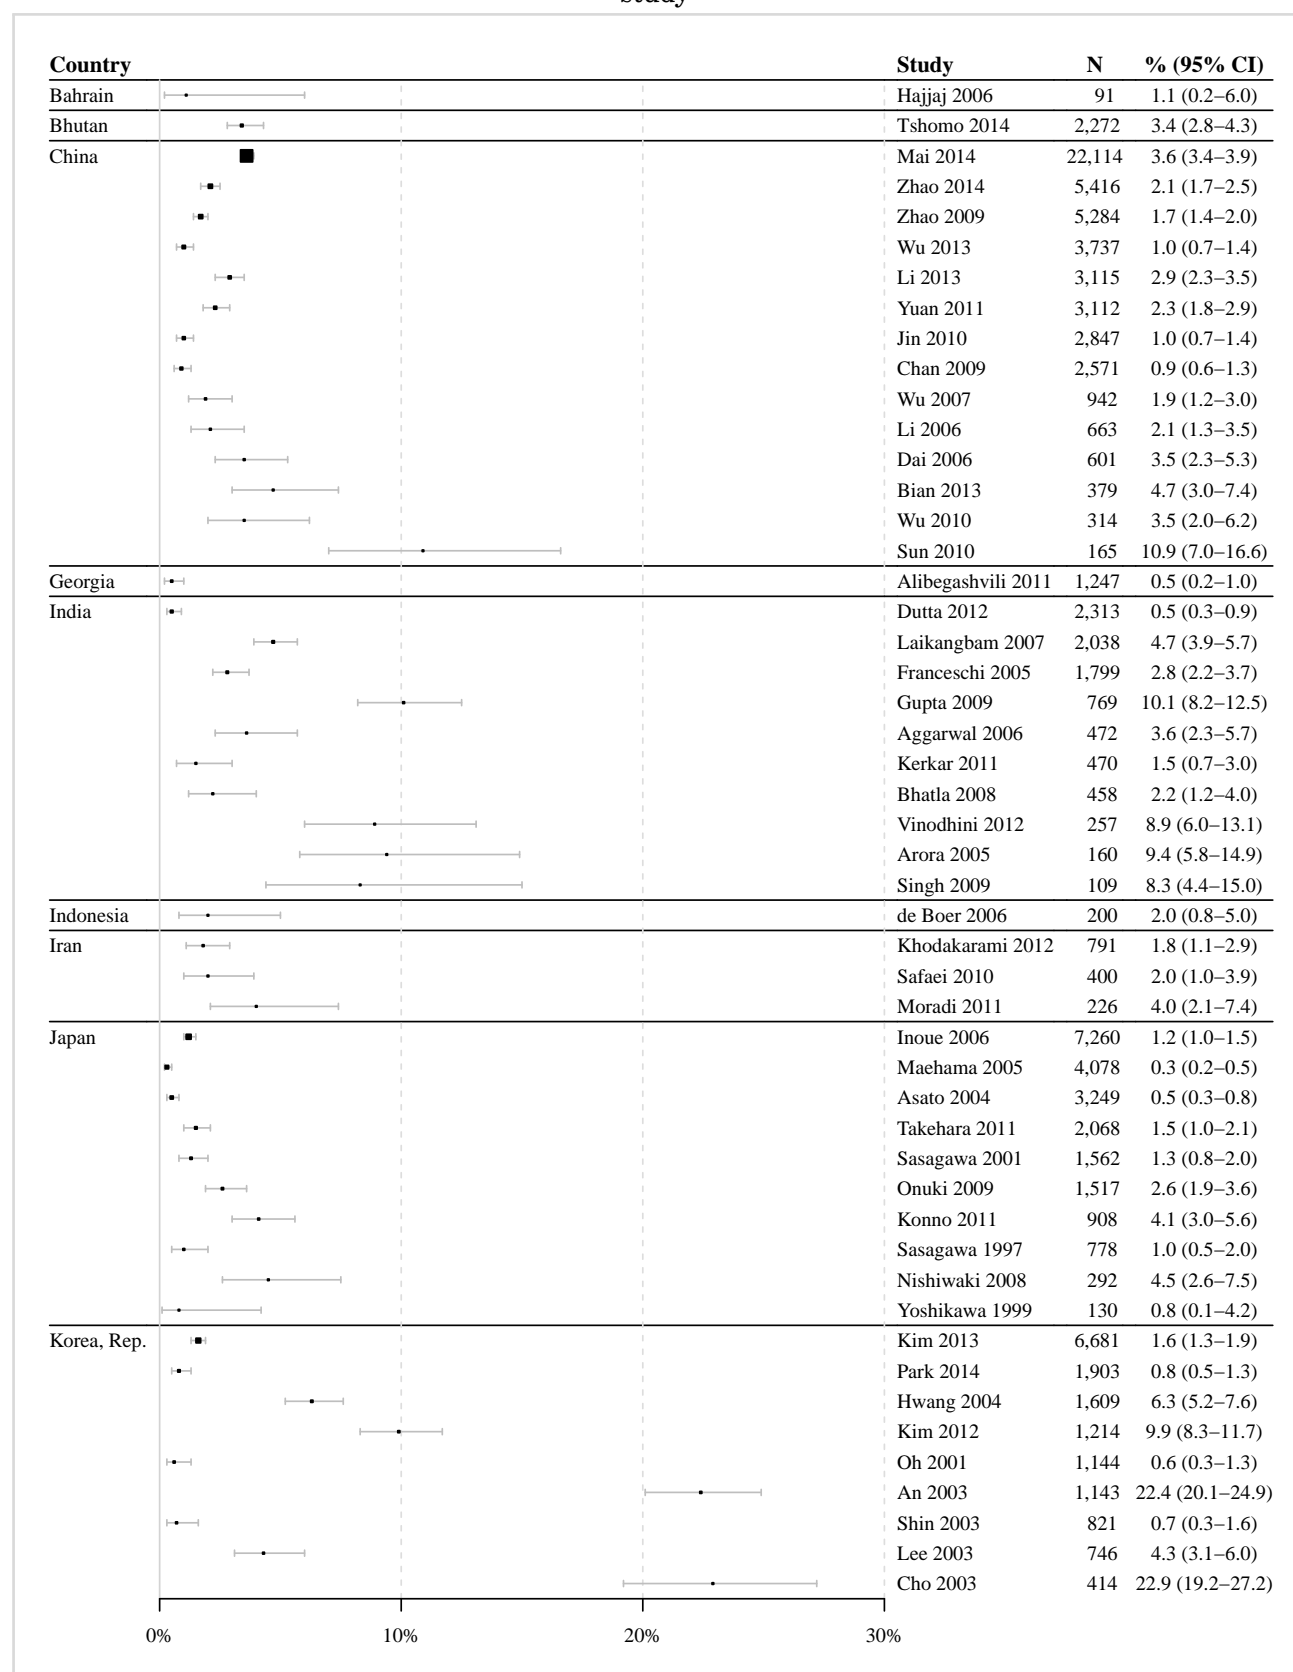 study
Country Study N % (95% CI)
Bahrain Hajjaj 2006 91 1.1 (0.2–6.0)
Bhutan Tshomo 2014 2,272 3.4 (2.8–4.3)
China Mai 2014 22,114 3.6 (3.4–3.9)
Zhao 2014 5,416 2.1 (1.7–2.5)
Zhao 2009 5,284 1.7 (1.4–2.0)
Wu 2013 3,737 1.0 (0.7–1.4)
Li 2013 3,115 2.9 (2.3–3.5)
Yuan 2011 3,112 2.3 (1.8–2.9)
Jin 2010 2,847 1.0 (0.7–1.4)
Chan 2009 2,571 0.9 (0.6–1.3)
Wu 2007 942 1.9 (1.2–3.0)
Li 2006 663 2.1 (1.3–3.5)
Dai 2006 601 3.5 (2.3–5.3)
Bian 2013 379 4.7 (3.0–7.4)
Wu 2010 314 3.5 (2.0–6.2)
Sun 2010 165 10.9 (7.0–16.6)
Georgia Alibegashvili 2011 1,247 0.5 (0.2–1.0)
India Dutta 2012 2,313 0.5 (0.3–0.9)
Laikangbam 2007 2,038 4.7 (3.9–5.7)
Franceschi 2005 1,799 2.8 (2.2–3.7)
Gupta 2009 769 10.1 (8.2–12.5)
Aggarwal 2006 472 3.6 (2.3–5.7)
Kerkar 2011 470 1.5 (0.7–3.0)
Bhatla 2008 458 2.2 (1.2–4.0)
Vinodhini 2012 257 8.9 (6.0–13.1)
Arora 2005 160 9.4 (5.8–14.9)
Singh 2009 109 8.3 (4.4–15.0)
Indonesia de Boer 2006 200 2.0 (0.8–5.0)
Iran Khodakarami 2012 791 1.8 (1.1–2.9)
Safaei 2010 400 2.0 (1.0–3.9)
Moradi 2011 226 4.0 (2.1–7.4)
Japan Inoue 2006 7,260 1.2 (1.0–1.5)
Maehama 2005 4,078 0.3 (0.2–0.5)
Asato 2004 3,249 0.5 (0.3–0.8)
Takehara 2011 2,068 1.5 (1.0–2.1)
Sasagawa 2001 1,562 1.3 (0.8–2.0)
Onuki 2009 1,517 2.6 (1.9–3.6)
Konno 2011 908 4.1 (3.0–5.6)
Sasagawa 1997 778 1.0 (0.5–2.0)
Nishiwaki 2008 292 4.5 (2.6–7.5)
Yoshikawa 1999 130 0.8 (0.1–4.2)
Korea, Rep. Kim 2013 6,681 1.6 (1.3–1.9)
Park 2014 1,903 0.8 (0.5–1.3)
Hwang 2004 1,609 6.3 (5.2–7.6)
Kim 2012 1,214 9.9 (8.3–11.7)
Oh 2001 1,144 0.6 (0.3–1.3)
An 2003 1,143 22.4 (20.1–24.9)
Shin 2003 821 0.7 (0.3–1.6)
Lee 2003 746 4.3 (3.1–6.0)
Cho 2003 414 22.9 (19.2–27.2)
0% 10% 20% 30%